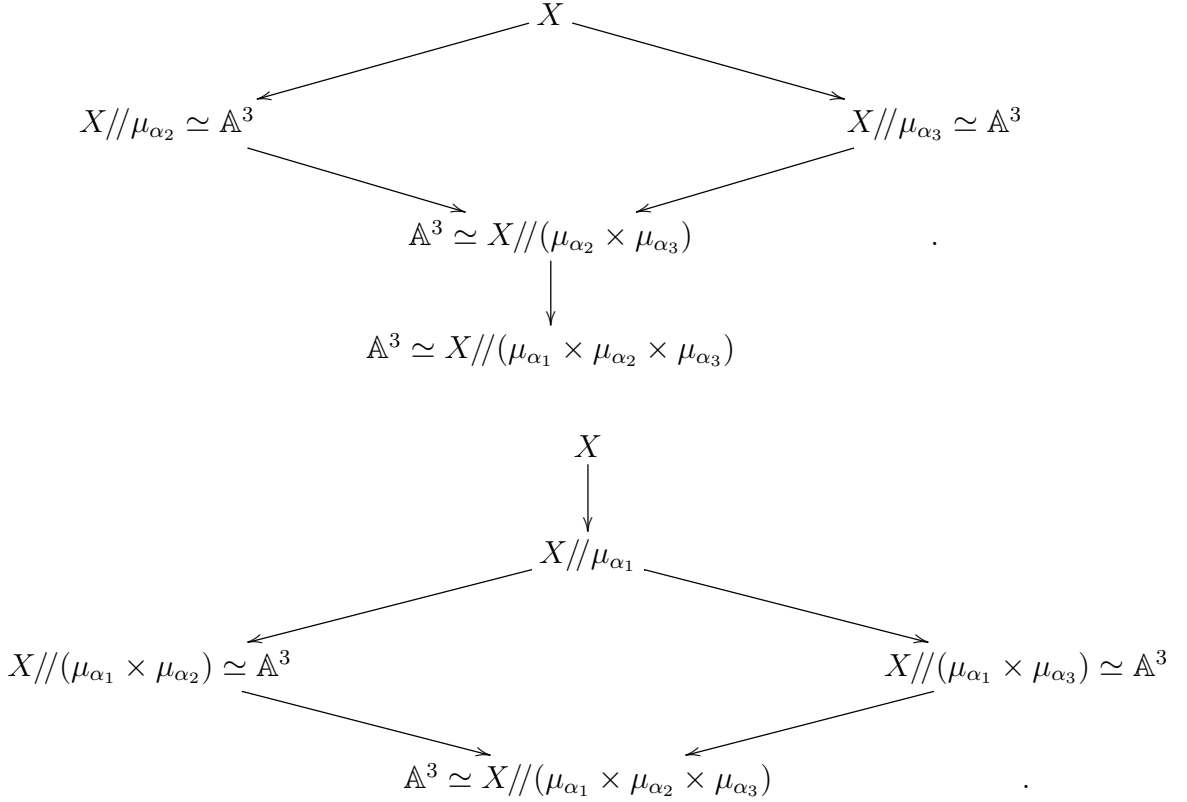 X
X//μ_{α_2} ≃ 𝔸^3 X//μ_{α_3} ≃ 𝔸^3
𝔸^3 ≃ X//(μ_{α_2} × μ_{α_3}) .
𝔸^3 ≃ X//(μ_{α_1} × μ_{α_2} × μ_{α_3})
X
X//μ_{α_1}
X//(μ_{α_1} × μ_{α_2}) ≃ 𝔸^3 X//(μ_{α_1} × μ_{α_3}) ≃ 𝔸^3
𝔸^3 ≃ X//(μ_{α_1} × μ_{α_2} × μ_{α_3}) .